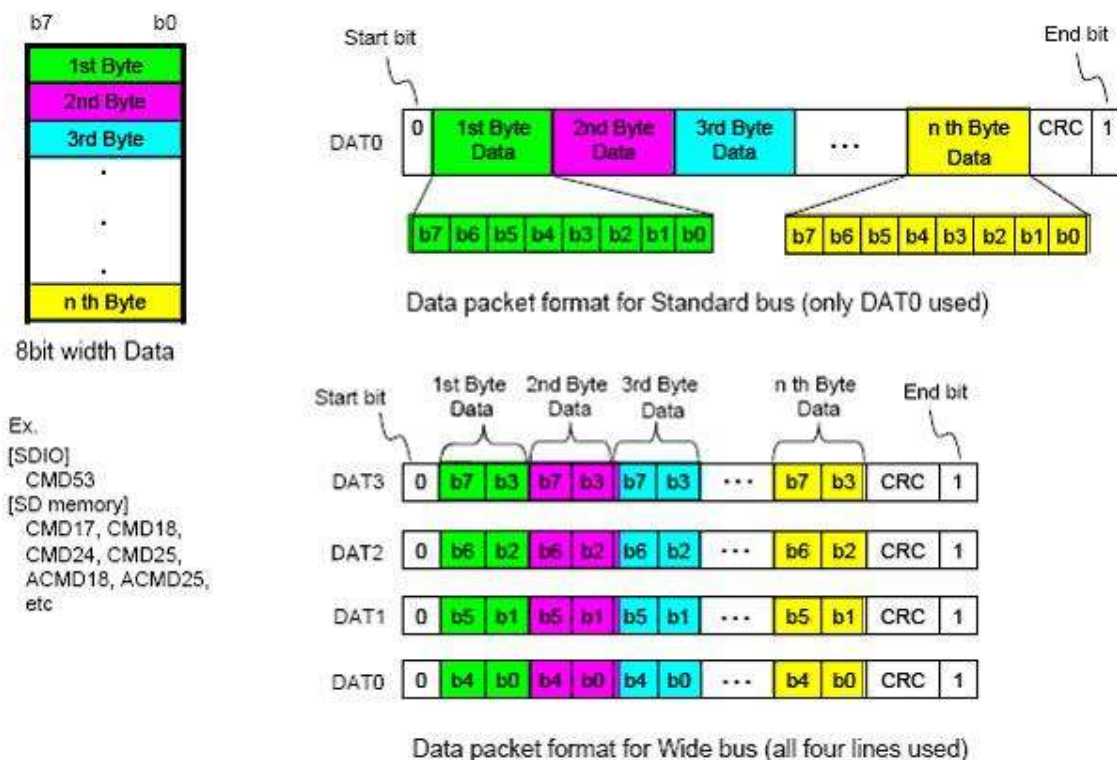 b7 b0
1st Byte
2nd Byte
3rd Byte
.
.
.
n th Byte
8bit width Data
Ex.
[SDIO]
CMD53
[SD memory]
CMD17, CMD18,
CMD24, CMD25,
ACMD18, ACMD25,
etc
Start bit
End bit
DAT0 0 1st Byte Data 2nd Byte Data 3rd Byte Data ... n th Byte Data CRC 1
b7 b6 b5 b4 b3 b2 b1 b0 b7 b6 b5 b4 b3 b2 b1 b0
Data packet format for Standard bus (only DAT0 used)
Start bit
1st Byte Data 2nd Byte Data 3rd Byte Data n th Byte Data
End bit
DAT3 0 b7 b3 b7 b3 b7 b3 ... b7 b3 CRC 1
DAT2 0 b6 b2 b6 b2 b6 b2 ... b6 b2 CRC 1
DAT1 0 b5 b1 b5 b1 b5 b1 ... b5 b1 CRC 1
DAT0 0 b4 b0 b4 b0 b4 b0 ... b4 b0 CRC 1
Data packet format for Wide bus (all four lines used)